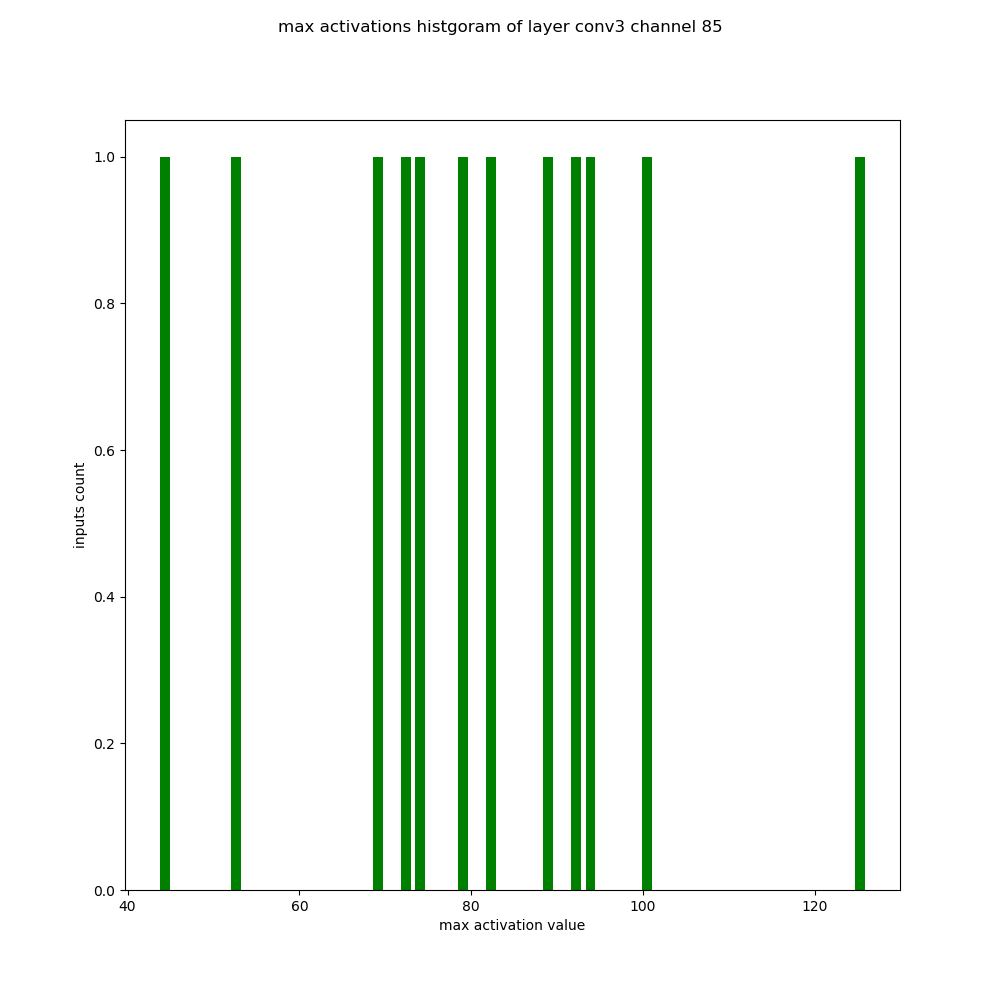 max activations histgoram of layer conv3 channel 85
1.0
0.8
0.6
0.4
0.2
0.0
inputs count
40 60 80 100 120
max activation value